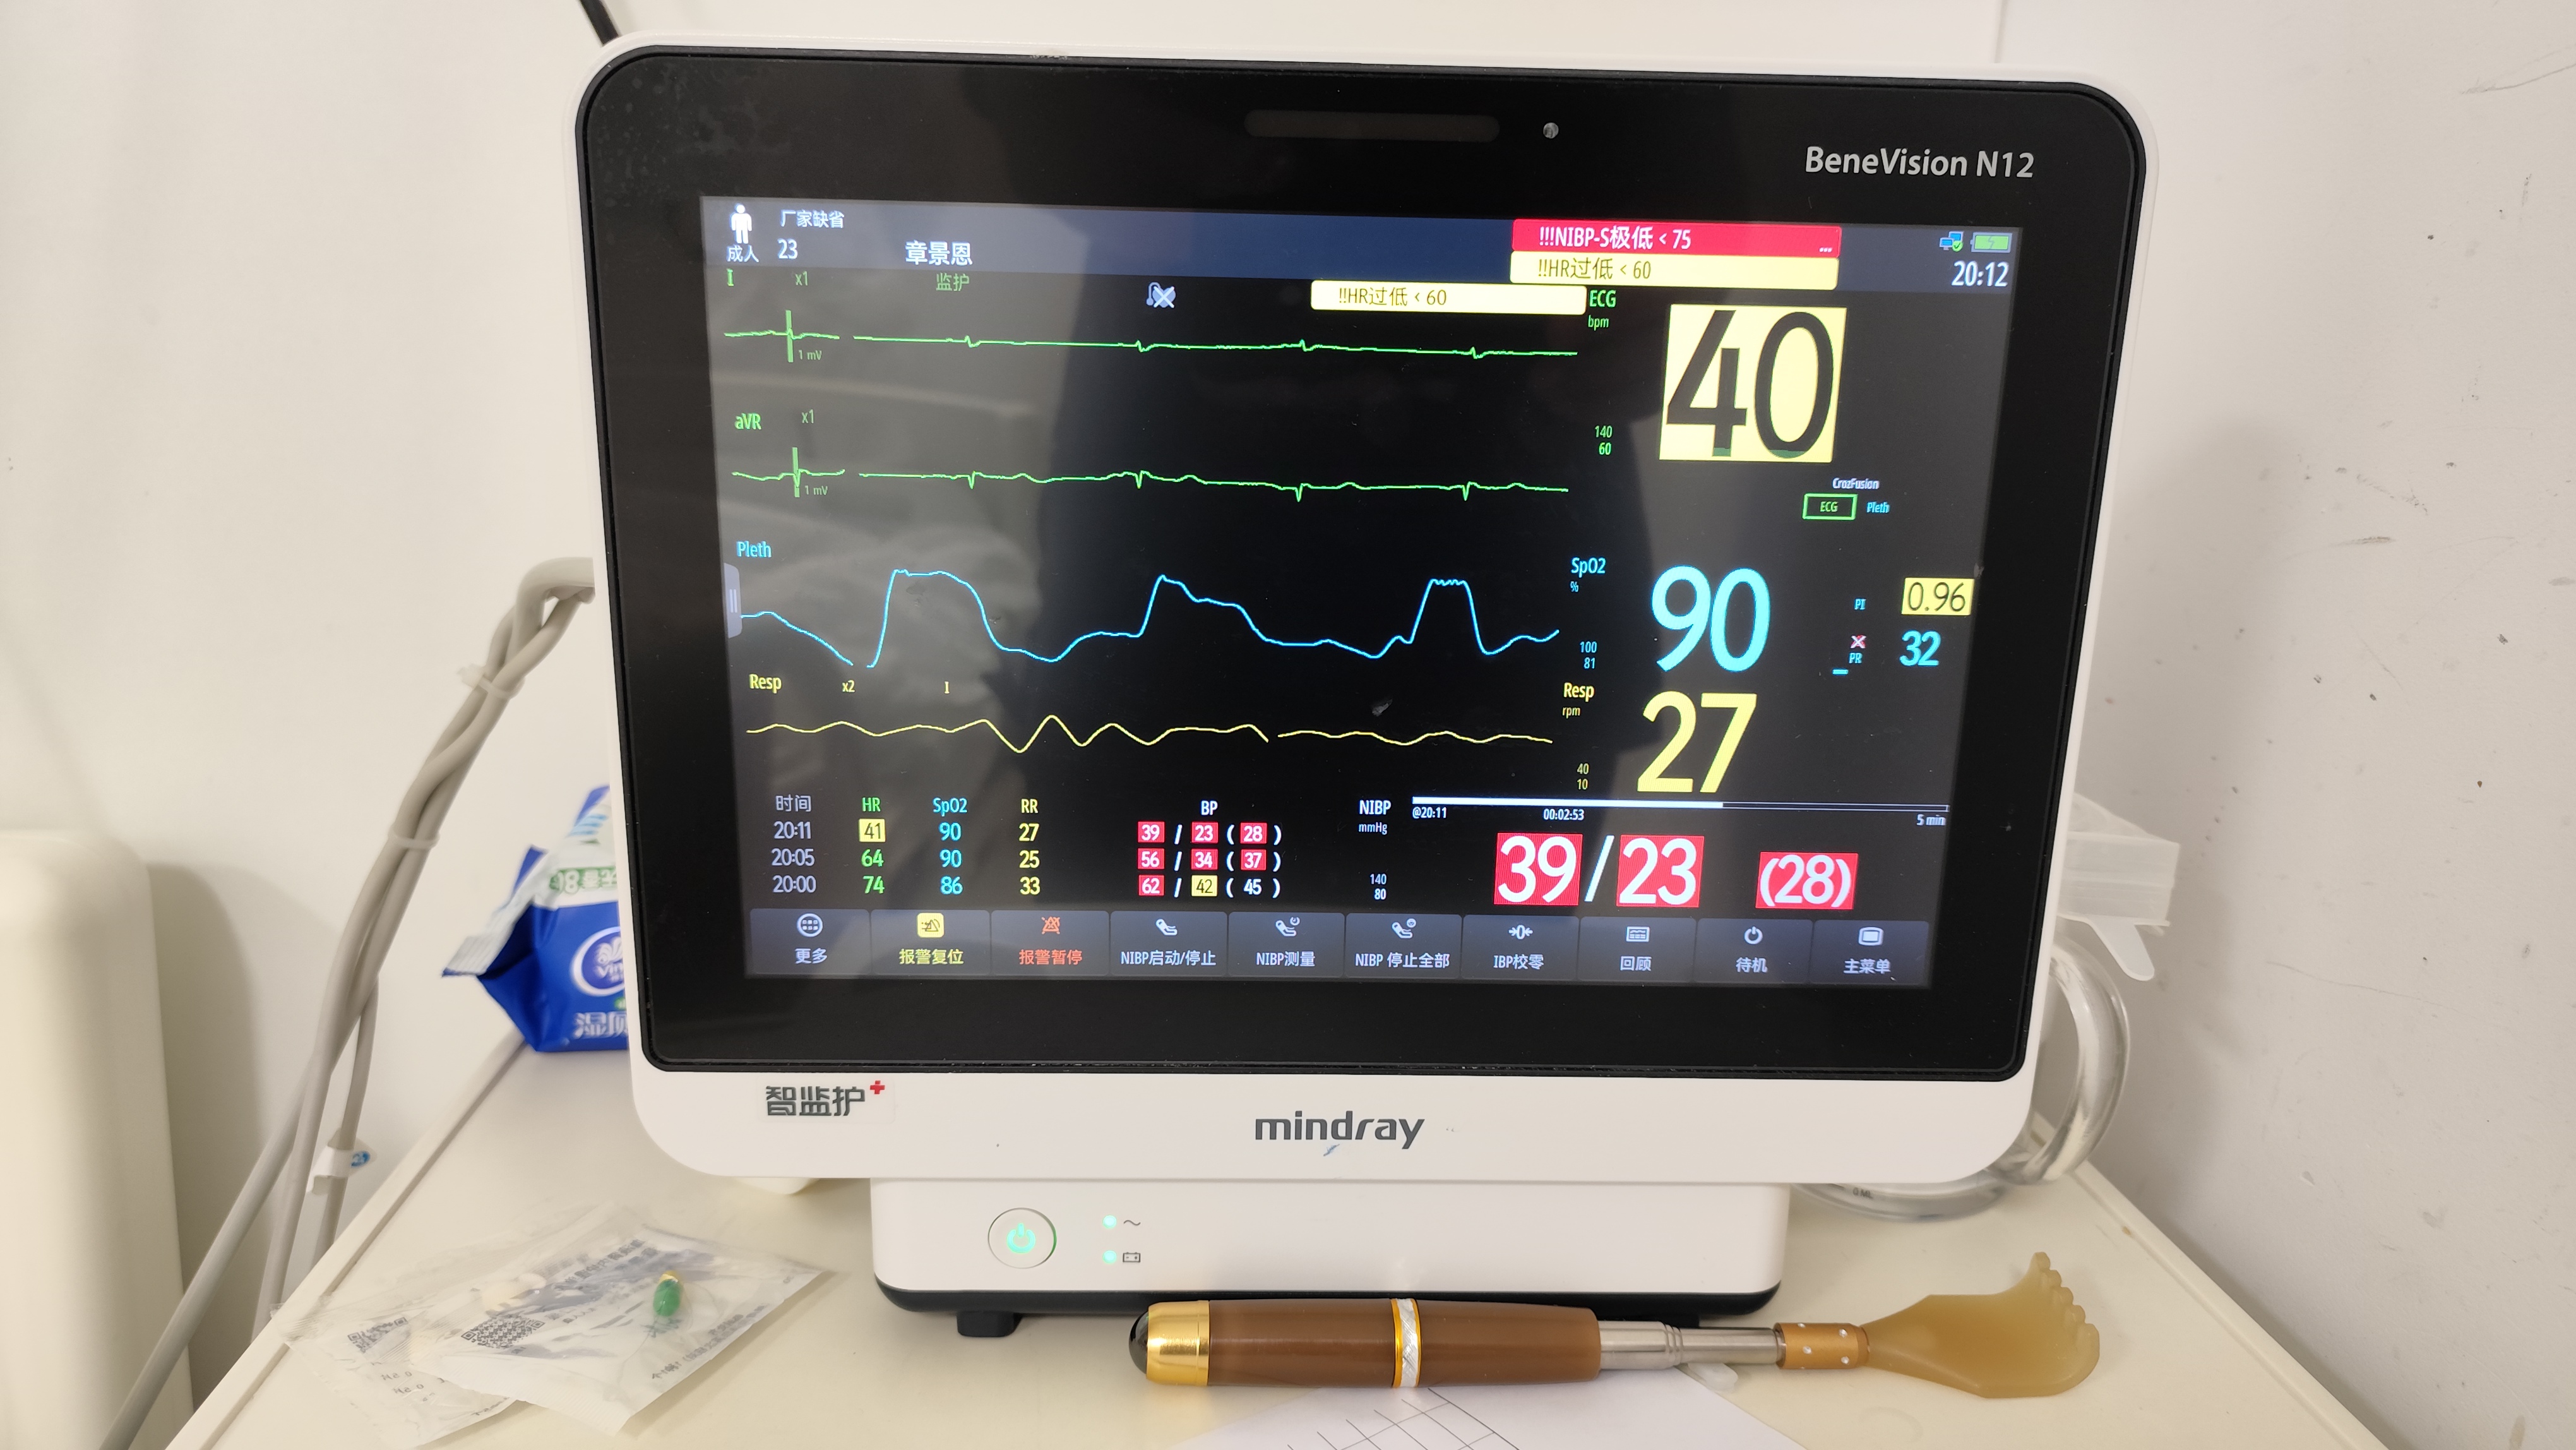 BeneVision N12
厂家缺省
成人 23 章景恩
!!!NIBP-S极低 < 75 ...
!!HR过低 < 60
20:12
I x1 监护
!!HR过低 < 60
ECG
bpm
40
1 mV
aVR x1
140
60
1 mV
CrozFusion
ECG Pleth
Pleth
SpO2
%
90
PI 0.96
100
81
PR 32
Resp x2 I
Resp
rpm
27
40
10
时间 HR SpO2 RR BP
20:11 41 90 27 39 / 23 ( 28 )
20:05 64 90 25 56 / 34 ( 37 )
20:00 74 86 33 62 / 42 ( 45 )
NIBP
mmHg
@20:11 00:02:53 5 min
140
80
39/23 (28)
更多 报警复位 报警暂停 NIBP启动/停止 NIBP测量 NIBP 停止全部 IBP校零 回顾 待机 主菜单
智监护+
mindray